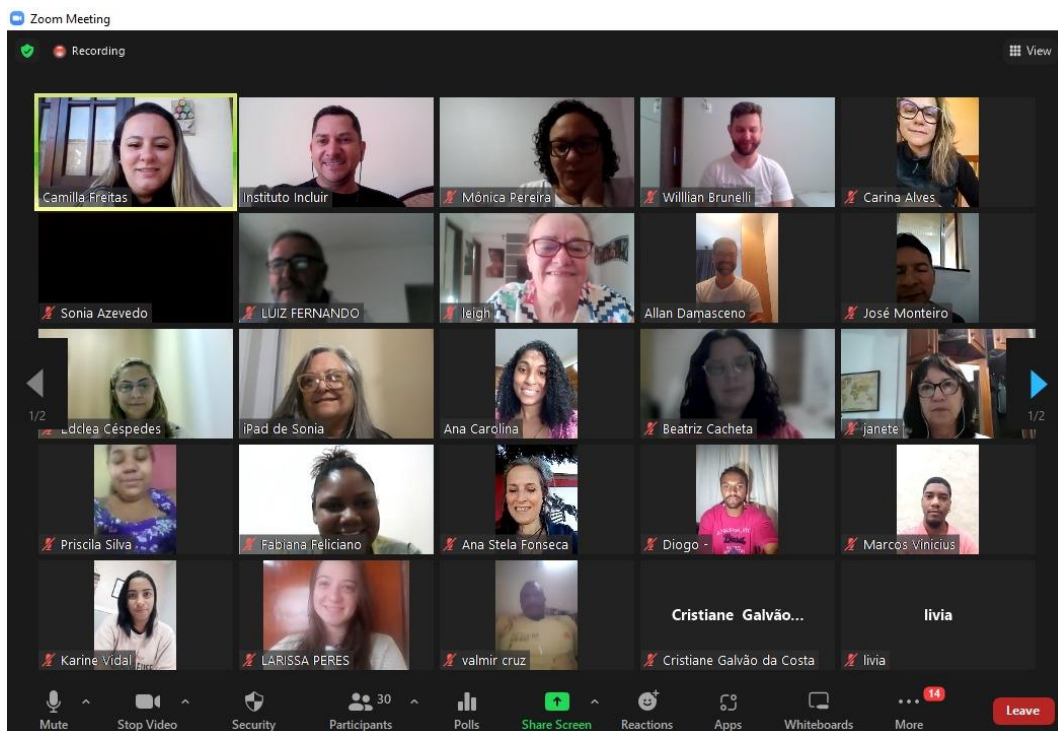 Zoom Meeting
Recording
View
Camilla Freitas
Instituto Incluir
Mônica Pereira
Willlian Brunelli
Carina Alves
Sonia Azevedo
LUIZ FERNANDO
leigh
Allan Damasceno
José Monteiro
Edclea Céspedes
iPad de Sonia
Ana Carolina
Beatriz Cacheta
janete
1/2
1/2
Priscila Silva
Fabiana Feliciano
Ana Stela Fonseca
Diogo -
Marcos Vinicius
Karine Vidal
LARISSA PERES
valmir cruz
Cristiane Galvão...
Cristiane Galvão da Costa
livia
livia
30
14
Mute
Stop Video
Security
Participants
Polls
Share Screen
Reactions
Apps
Whiteboards
More
Leave